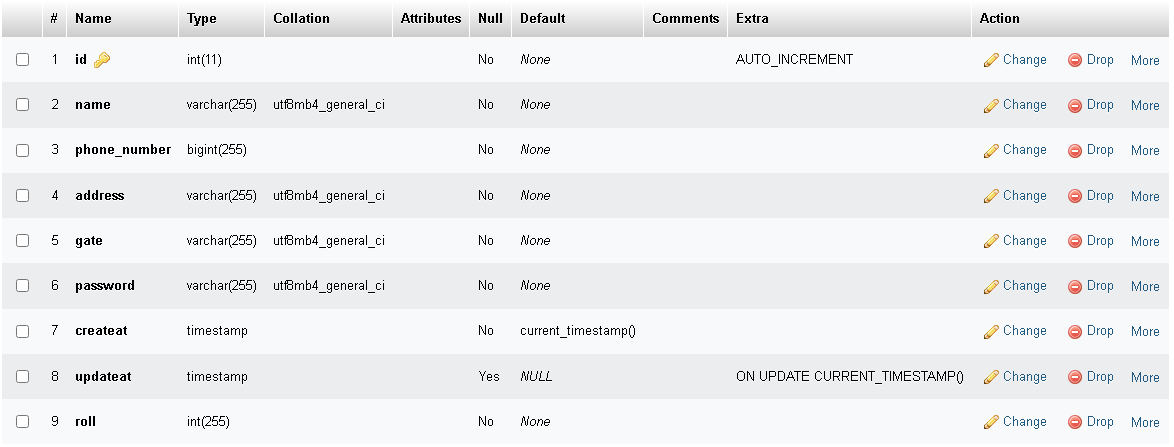 # Name Type Collation Attributes Null Default Comments Extra Action
1 id int(11) No None AUTO_INCREMENT Change Drop More
2 name varchar(255) utf8mb4_general_ci No None Change Drop More
3 phone_number bigint(255) No None Change Drop More
4 address varchar(255) utf8mb4_general_ci No None Change Drop More
5 gate varchar(255) utf8mb4_general_ci No None Change Drop More
6 password varchar(255) utf8mb4_general_ci No None Change Drop More
7 createat timestamp No current_timestamp() Change Drop More
8 updateat timestamp Yes NULL ON UPDATE CURRENT_TIMESTAMP() Change Drop More
9 roll int(255) No None Change Drop More